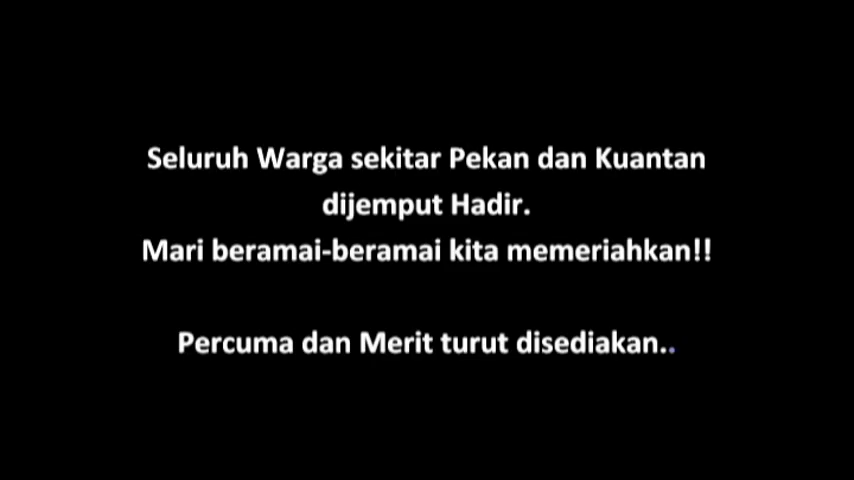 Seluruh Warga sekitar Pekan dan Kuantan
dijemput Hadir.
Mari beramai-beramai kita memeriahkan!!
Percuma dan Merit turut disediakan..